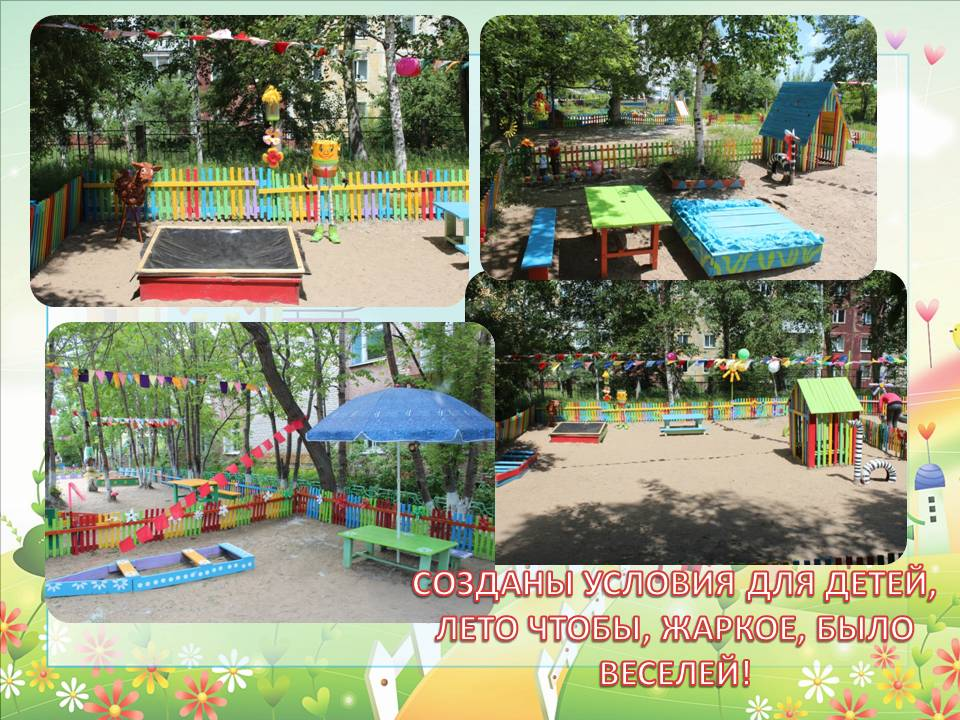 СОЗДАНЫ УСЛОВИЯ ДЛЯ ДЕТЕЙ,
ЛЕТО ЧТОБЫ, ЖАРКОЕ, БЫЛО
ВЕСЕЛЕЙ!